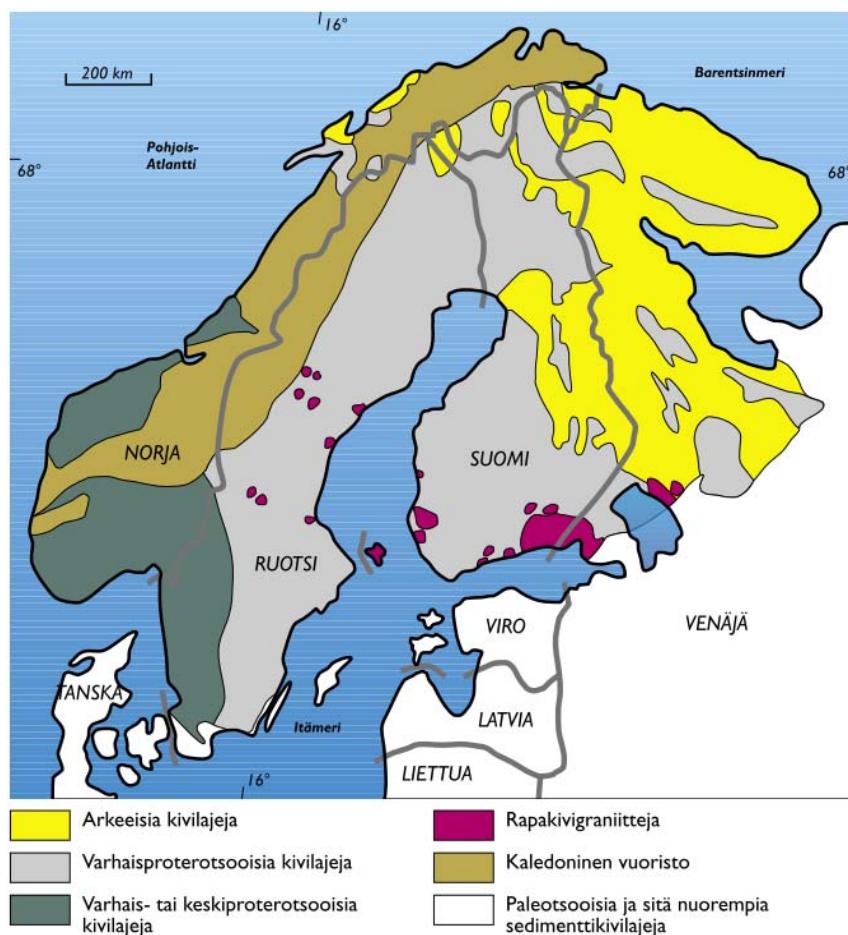 16°
200 km
Barentsinmeri
Pohjois-
Atlantti
68°
68°
NORJA
SUOMI
RUOTSI
VIRO
VENÄJÄ
TANSKA
Itämeri
LATVIA
LIETTUA
16°
Arkeeisia kivilajeja
Varhaisproterotsooisia kivilajeja
Varhais- tai keskiproterotsooisia
kivilajeja
Rapakivigraniitteja
Kaledoninen vuoristo
Paleotsooisia ja sitä nuorempia
sedimenttikivilajeja